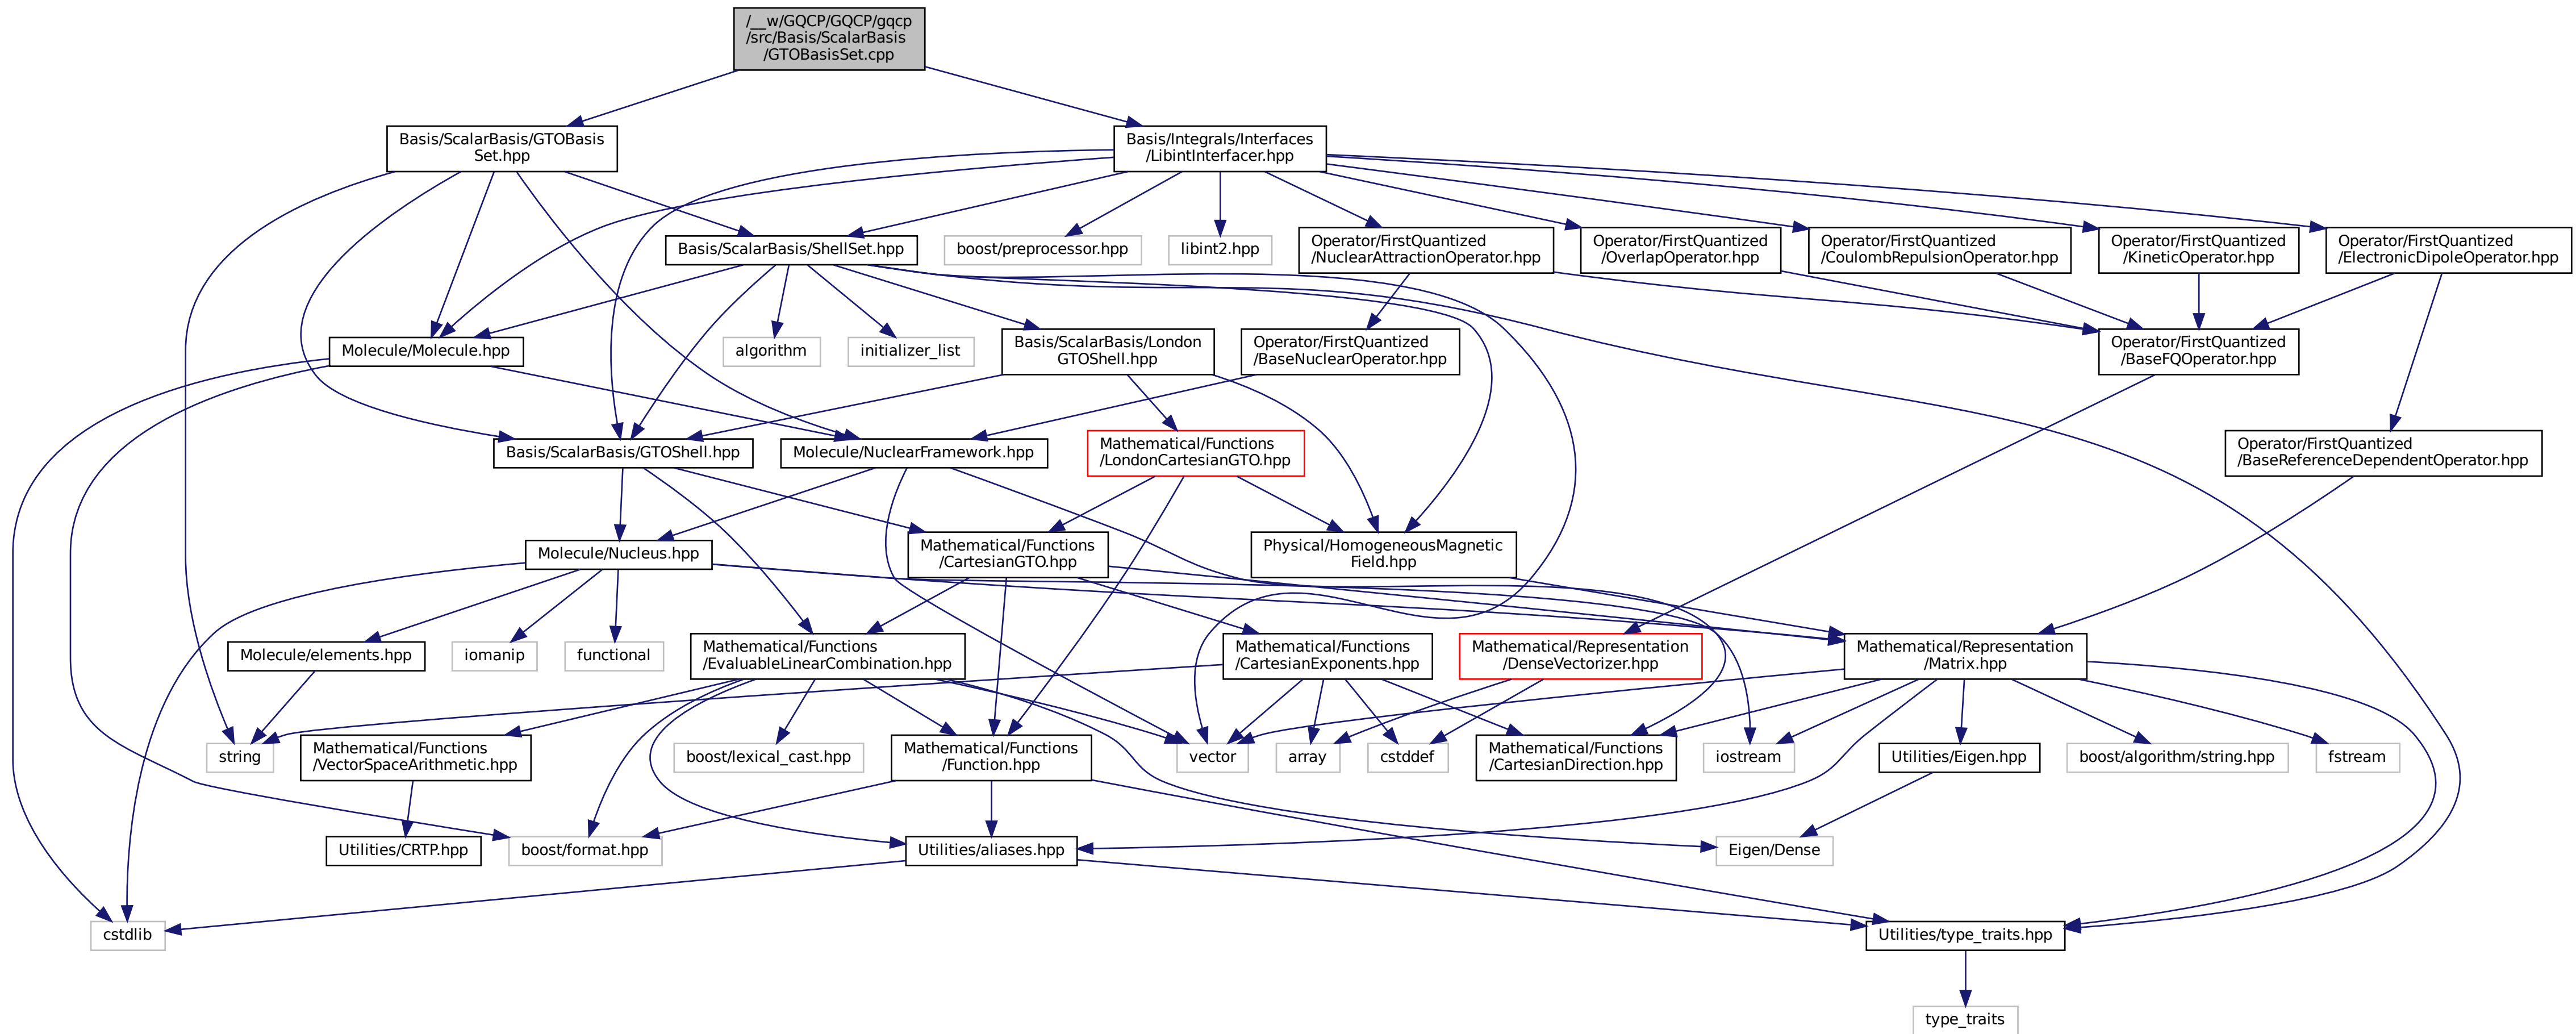 /__w/GQCP/GQCP/gqcp
/src/Basis/ScalarBasis
/GTOBasisSet.cpp
Basis/ScalarBasis/GTOBasis
Set.hpp
Basis/Integrals/Interfaces
/LibintInterfacer.hpp
Basis/ScalarBasis/ShellSet.hpp
boost/preprocessor.hpp
libint2.hpp
Operator/FirstQuantized
/NuclearAttractionOperator.hpp
Operator/FirstQuantized
/OverlapOperator.hpp
Operator/FirstQuantized
/CoulombRepulsionOperator.hpp
Operator/FirstQuantized
/KineticOperator.hpp
Operator/FirstQuantized
/ElectronicDipoleOperator.hpp
Molecule/Molecule.hpp
algorithm
initializer_list
Basis/ScalarBasis/London
GTOShell.hpp
Operator/FirstQuantized
/BaseNuclearOperator.hpp
Operator/FirstQuantized
/BaseFQOperator.hpp
Basis/ScalarBasis/GTOShell.hpp
Molecule/NuclearFramework.hpp
Mathematical/Functions
/LondonCartesianGTO.hpp
Operator/FirstQuantized
/BaseReferenceDependentOperator.hpp
Molecule/Nucleus.hpp
Mathematical/Functions
/CartesianGTO.hpp
Physical/HomogeneousMagnetic
Field.hpp
Molecule/elements.hpp
iomanip
functional
Mathematical/Functions
/EvaluableLinearCombination.hpp
Mathematical/Functions
/CartesianExponents.hpp
Mathematical/Representation
/DenseVectorizer.hpp
Mathematical/Representation
/Matrix.hpp
string
Mathematical/Functions
/VectorSpaceArithmetic.hpp
boost/lexical_cast.hpp
Mathematical/Functions
/Function.hpp
vector
array
cstddef
Mathematical/Functions
/CartesianDirection.hpp
iostream
Utilities/Eigen.hpp
boost/algorithm/string.hpp
fstream
Utilities/CRTP.hpp
boost/format.hpp
Utilities/aliases.hpp
Eigen/Dense
cstdlib
Utilities/type_traits.hpp
type_traits